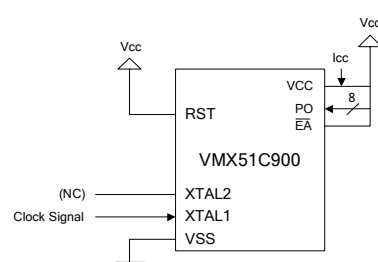 Vcc
Vcc
Icc
VCC
8
PO
RST
EA
VMX51C900
(NC)
XTAL2
Clock Signal
XTAL1
VSS